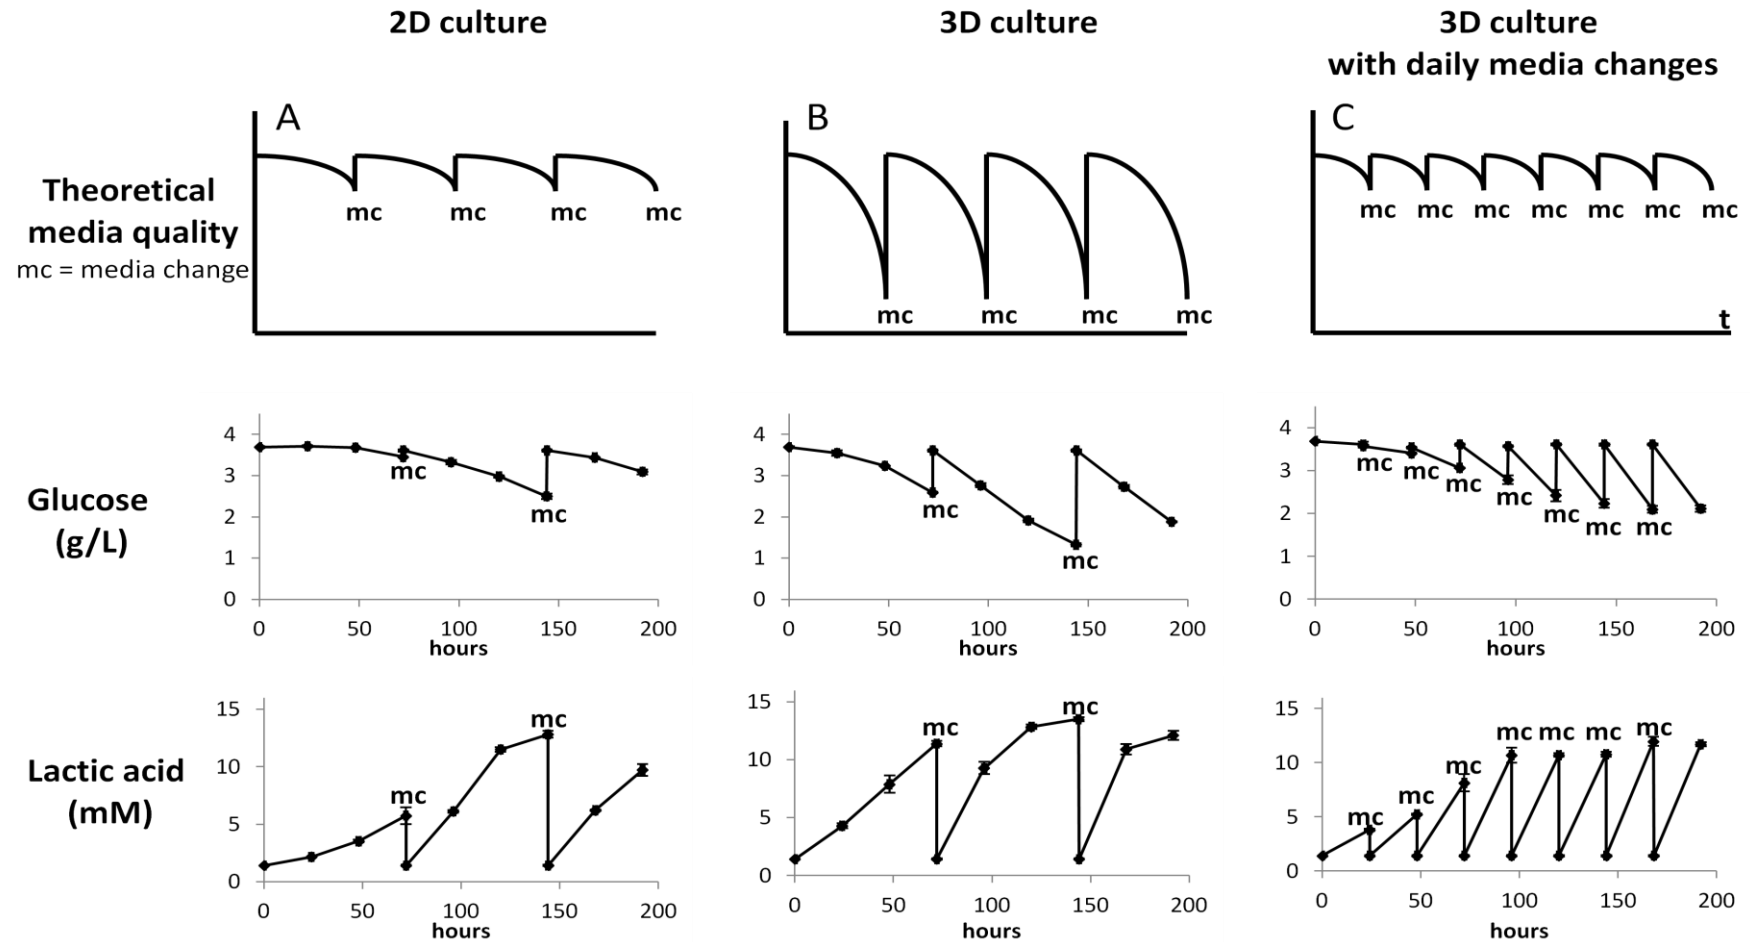 2D culture
3D culture
3D culture
with daily media changes
Theoretical
media quality
mc = media change
A
mc mc mc mc
B
mc mc mc mc
C
mc mc mc mc mc mc mc
t
Glucose
(g/L)
4
3
2
1
0
mc
mc
0 50 100 150 200
hours
4
3
2
1
0
mc
mc
0 50 100 150 200
hours
4
3
2
1
0
mc
mc
mc
mc
mc
mc
mc
0 50 100 150 200
hours
Lactic acid
(mM)
15
10
5
0
mc
mc
0 50 100 150 200
hours
15
10
5
0
mc
mc
0 50 100 150 200
hours
15
10
5
0
mc
mc
mc
mc
mc
mc
mc
0 50 100 150 200
hours